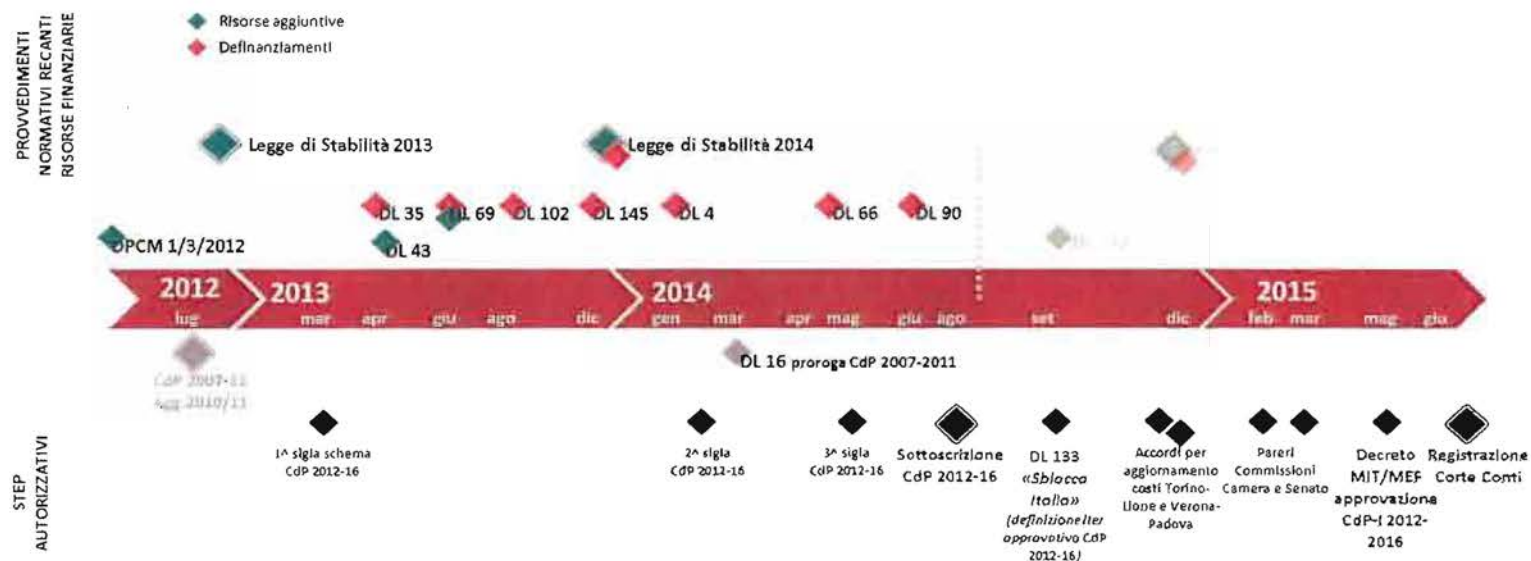 PROVVEDIMENTI
NORMATIVI RECANTI
RISORSE FINANZIARIE
Risorse aggiuntive
Definanziamenti
Legge di Stabilità 2013
Legge di Stabilità 2014
DL 35
DL 69
DL 102
DL 145
DL 4
DL 66
DL 90
DPCM 1/3/2012
DL 43
2012
2013
2014
2015
lug
mar
apr
giu
ago
dic
gen
mar
apr
mag
giu
ago
set
dic
feb
mar
mag
giu
CdP 2007-11
Agg 2010/11
DL 16 proroga CdP 2007-2011
STEP
AUTORIZZATIVI
1^ sigla schema
CdP 2012-16
2^ sigla
CdP 2012-16
3^ sigla
CdP 2012-16
Sottoscrizione
CdP 2012-16
DL 133
«Sblocca
Italia»
(definizione iter
approvativo CdP
2012-16)
Accordi per
aggiornamento
costi Torino-
Lione e Verona-
Padova
Pareri
Commissioni
Camera e Senato
Decreto
MIT/MEF
approvazione
CdP-I 2012-
2016
Registrazione
Corte Conti